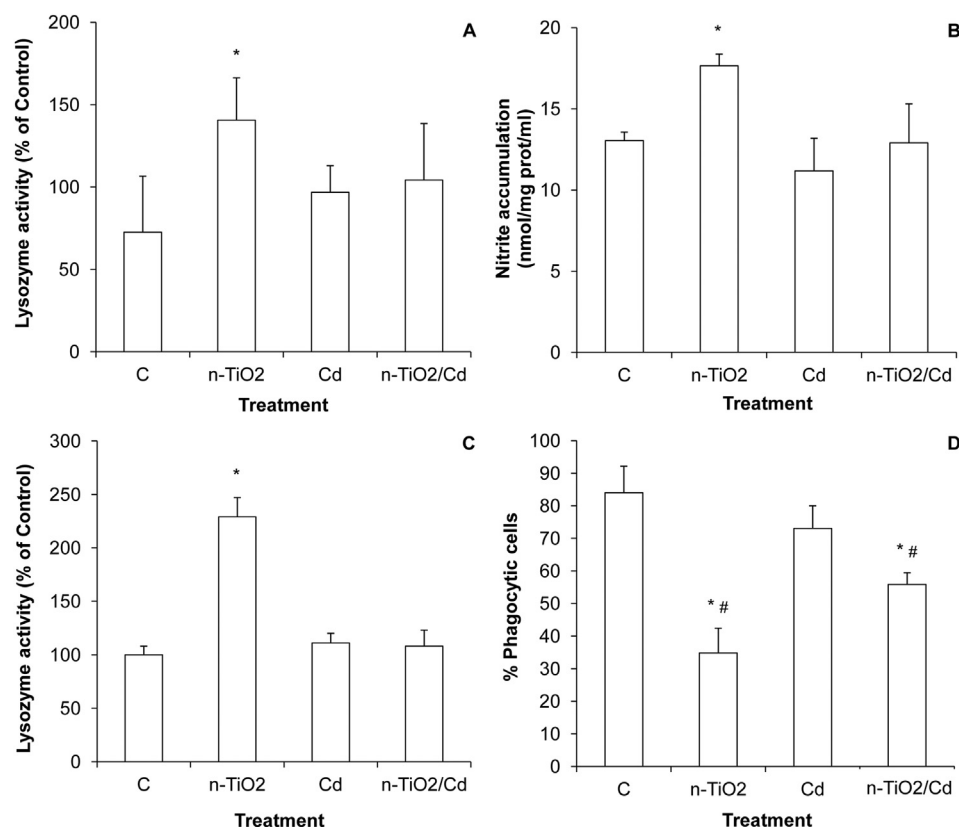 A
Lysozyme activity (% of Control)
200
150
100
50
0
*
C n-TiO2 Cd n-TiO2/Cd
Treatment
B
Nitrite accumulation
(nmol/mg prot/ml)
20
15
10
5
0
*
C n-TiO2 Cd n-TiO2/Cd
Treatment
C
Lysozyme activity (% of Control)
300
250
200
150
100
50
0
*
C n-TiO2 Cd n-TiO2/Cd
Treatment
D
% Phagocytic cells
100
90
80
70
60
50
40
30
20
10
0
* #
* #
C n-TiO2 Cd n-TiO2/Cd
Treatment